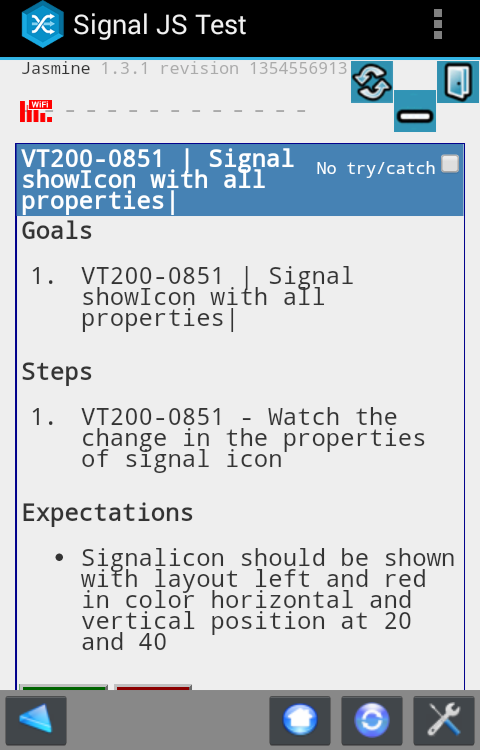 Signal JS Test
Jasmine 1.3.1 revision 1354556913
WiFi
- - - - - - - - - - - -
VT200-0851 | Signal
showIcon with all
properties|
No try/catch
Goals
1. VT200-0851 | Signal
showIcon with all
properties|
Steps
1. VT200-0851 - Watch the
change in the properties
of signal icon
Expectations
• Signalicon should be shown
with layout left and red
in color horizontal and
vertical position at 20
and 40